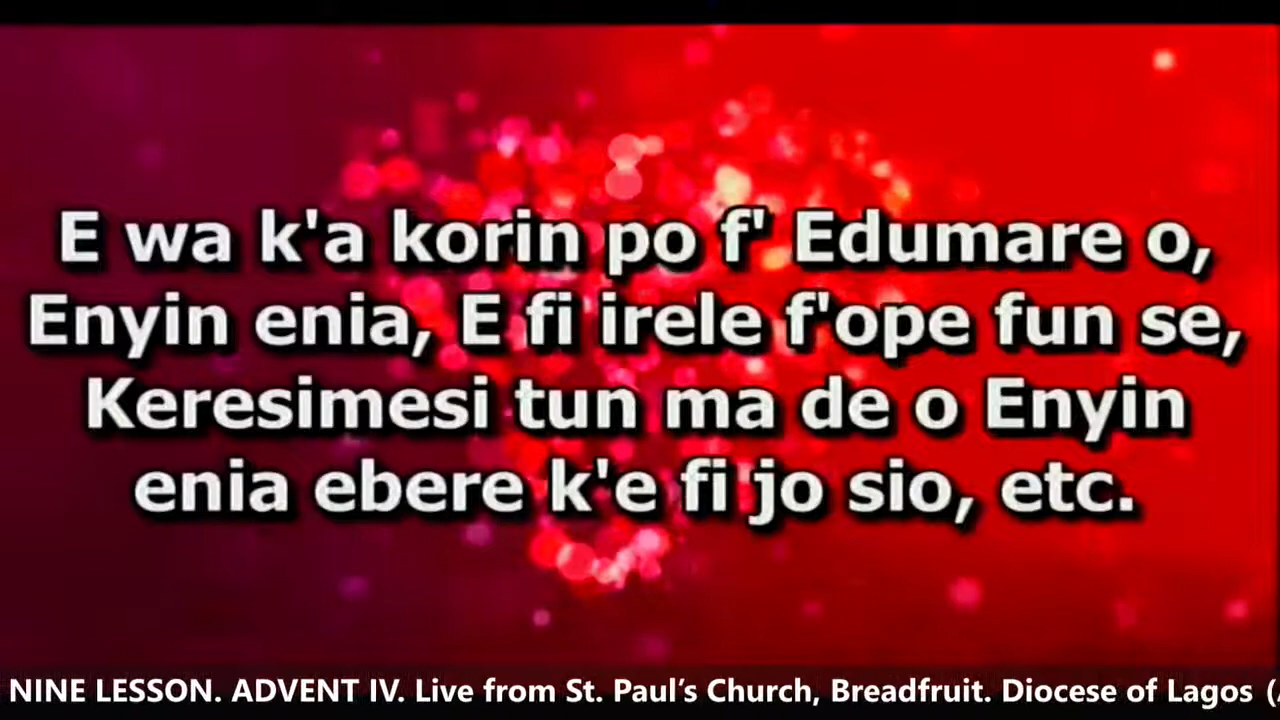 E wa k'a korin po f' Edumare o,
Enyin enia, E fi irele f'ope fun se,
Keresimesi tun ma de o Enyin
enia ebere k'e fi jo sio, etc.
NINE LESSON. ADVENT IV. Live from St. Paul’s Church, Breadfruit. Diocese of Lagos (